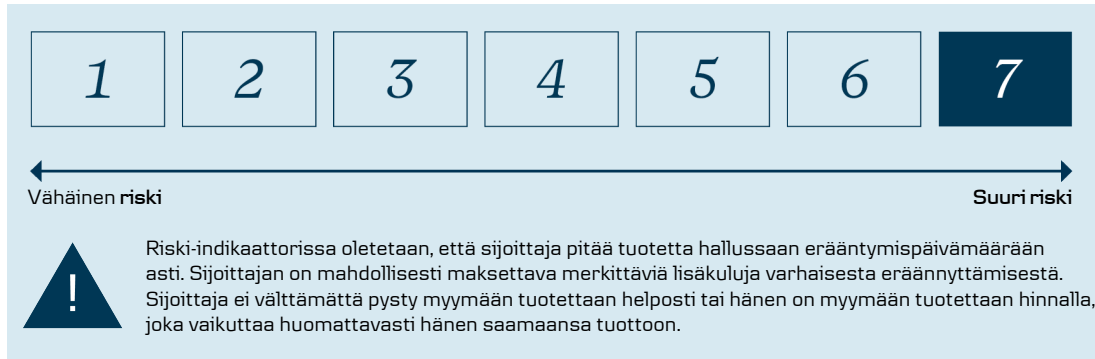 1 2 3 4 5 6 7
Vähäinen riski Suuri riski
Riski-indikaattorissa oletetaan, että sijoittaja pitää tuotetta hallussaan erääntymispäivämäärään
asti. Sijoittajan on mahdollisesti maksettava merkittäviä lisäkuluja varhaisesta eräännyttämisestä.
Sijoittaja ei välttämättä pysty myymään tuotettaan helposti tai hänen on myymään tuotettaan hinnalla,
joka vaikuttaa huomattavasti hänen saamaansa tuottoon.
!